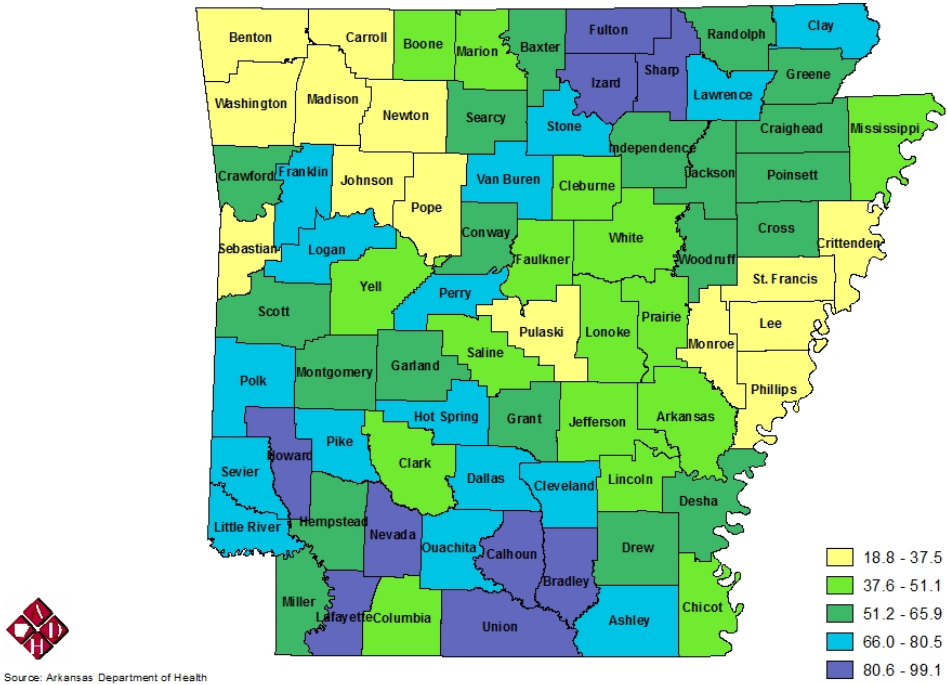 Benton
Carroll
Boone
Marion
Baxter
Fulton
Randolph
Clay
Izard
Sharp
Washington
Madison
Newton
Searcy
Stone
Lawrence
Greene
Craighead
Mississippi
Independence
Crawford
Franklin
Johnson
Pope
Van Buren
Cleburne
Jackson
Poinsett
Sebastian
Logan
Conway
Faulkner
White
Woodruff
Cross
Crittenden
Scott
Yell
Perry
Pulaski
Lonoke
Prairie
Monroe
St. Francis
Lee
Phillips
Polk
Montgomery
Garland
Saline
Hot Spring
Grant
Jefferson
Arkansas
Howard
Pike
Clark
Dallas
Cleveland
Lincoln
Desha
Sevier
Little River
Hempstead
Nevada
Ouachita
Calhoun
Bradley
Drew
Miller
Lafayette
Columbia
Union
Ashley
Chicot
18.8 - 37.5
37.6 - 51.1
51.2 - 65.9
66.0 - 80.5
80.6 - 99.1
A
D
H
Source: Arkansas Department of Health